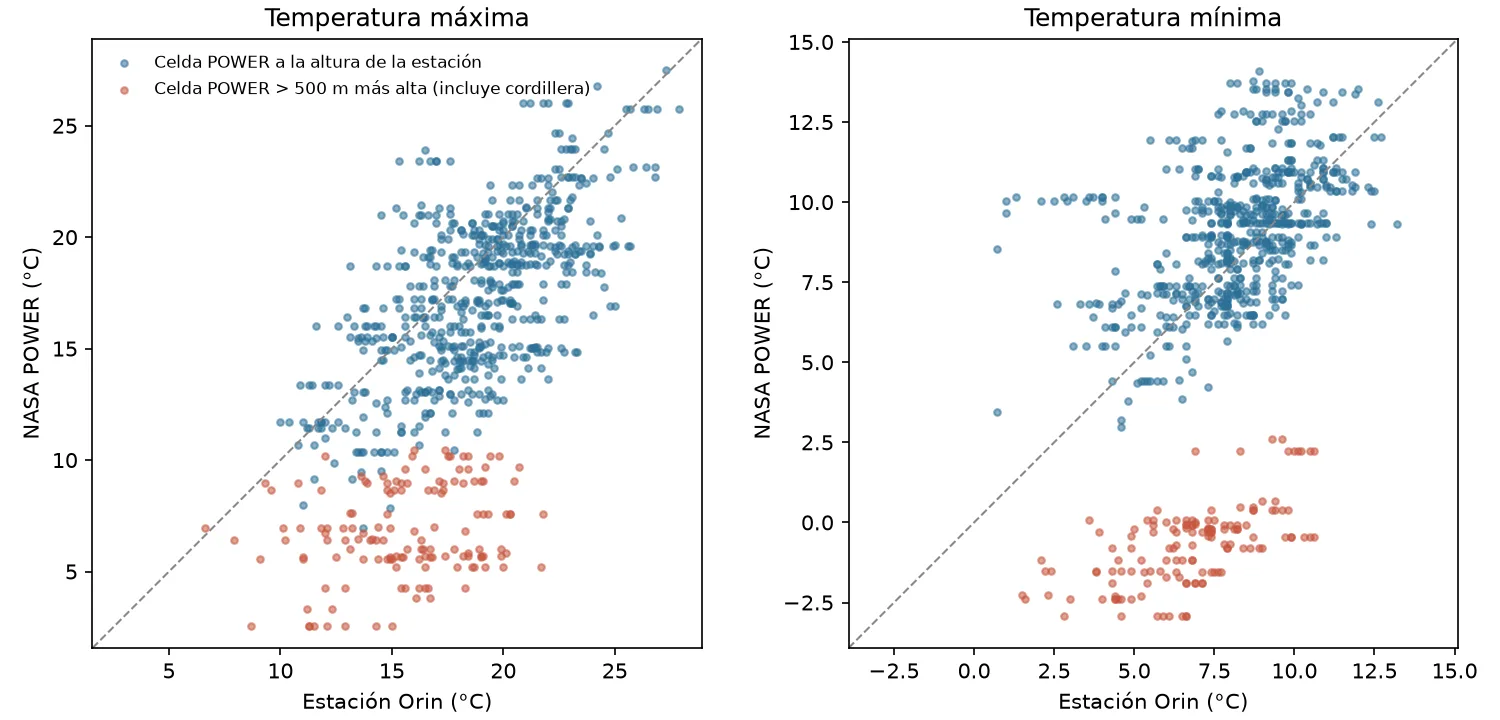 Temperatura máxima
Celda POWER a la altura de la estación
Celda POWER > 500 m más alta (incluye cordillera)
NASA POWER (°C)
25
20
15
10
5
5 10 15 20 25
Estación Orin (°C)
Temperatura mínima
NASA POWER (°C)
15.0
12.5
10.0
7.5
5.0
2.5
0.0
−2.5
−2.5 0.0 2.5 5.0 7.5 10.0 12.5 15.0
Estación Orin (°C)